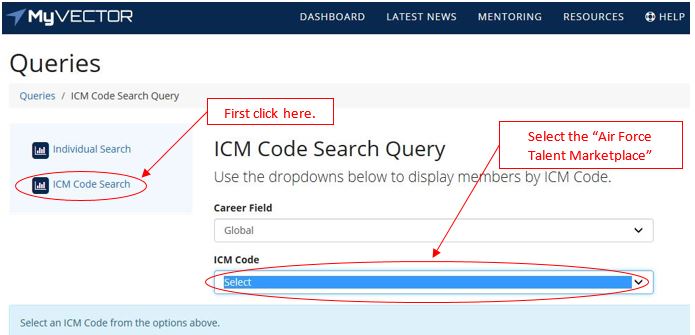 MyVECTOR
DASHBOARD LATEST NEWS MENTORING RESOURCES HELP
Queries
Queries / ICM Code Search Query
First click here.
Individual Search
ICM Code Search
ICM Code Search Query
Select the “Air Force
Talent Marketplace”
Use the dropdowns below to display members by ICM Code.
Career Field
Global
ICM Code
Select
Select an ICM Code from the options above.